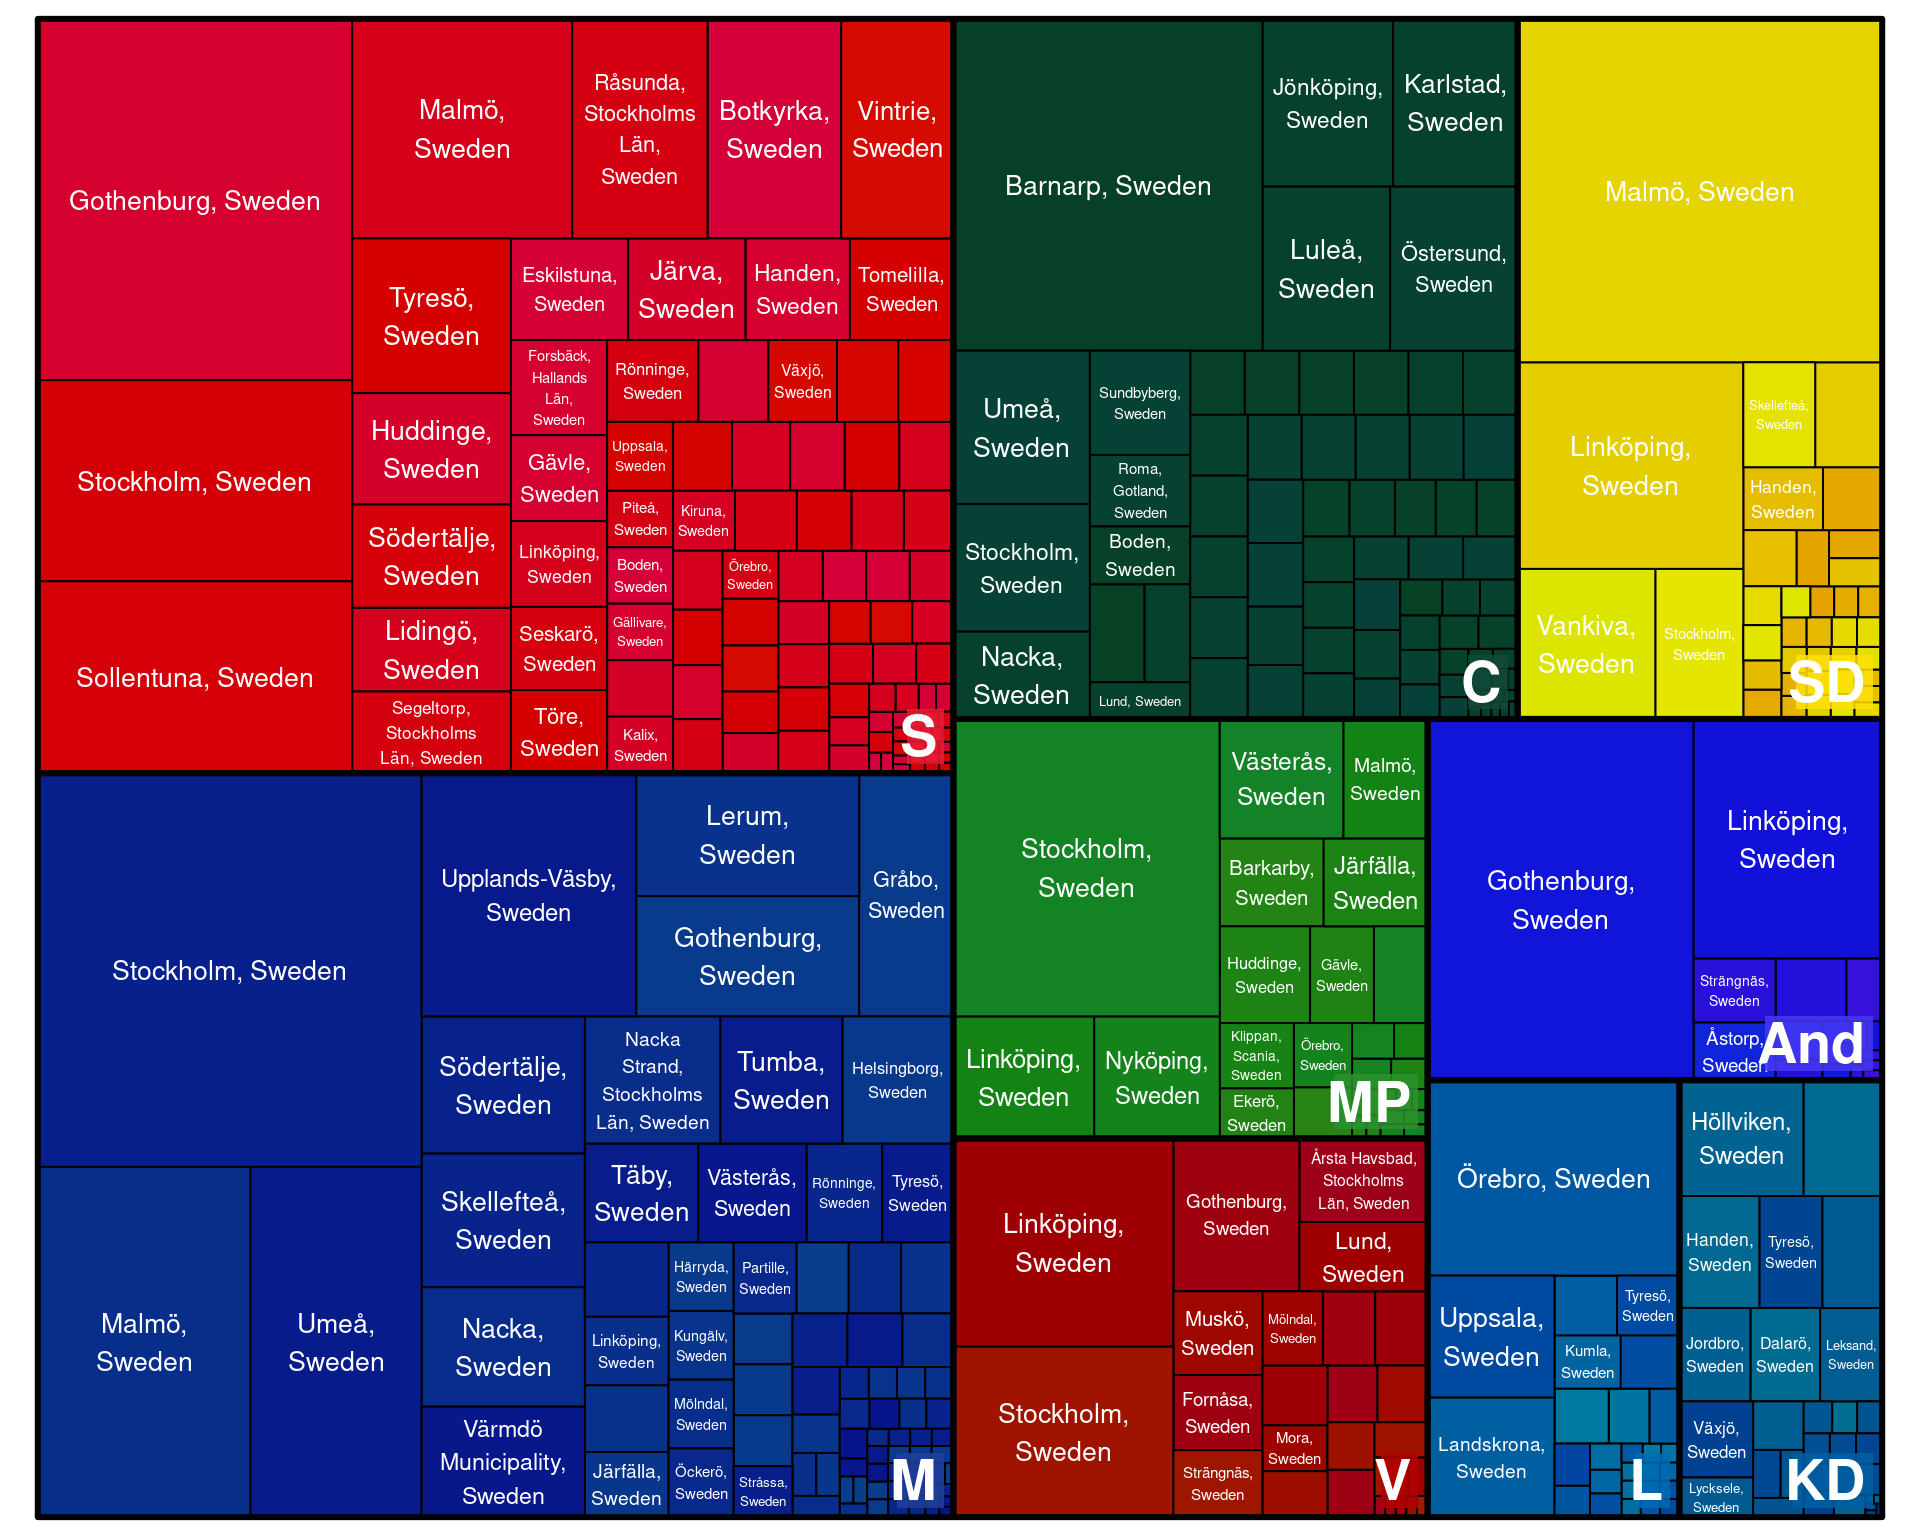 Gothenburg, Sweden
Stockholm, Sweden
Sollentuna, Sweden
Malmö,
Sweden
Råsunda,
Stockholms
Län,
Sweden
Botkyrka,
Sweden
Vintrie,
Sweden
Tyresö,
Sweden
Huddinge,
Sweden
Södertälje,
Sweden
Lidingö,
Sweden
Segeltorp,
Stockholms
Län, Sweden
Eskilstuna,
Sweden
Järva,
Sweden
Handen,
Sweden
Tomelilla,
Sweden
Forsbäck,
Hallands
Län,
Sweden
Gävle,
Sweden
Linköping,
Sweden
Seskarö,
Sweden
Töre,
Sweden
Rönninge,
Sweden
Växjö,
Sweden
Uppsala,
Sweden
Piteå,
Sweden
Kiruna,
Sweden
Boden,
Sweden
Örebro,
Sweden
Gällivare,
Sweden
Kalix,
Sweden
S
Barnarp, Sweden
Jönköping,
Sweden
Karlstad,
Sweden
Luleå,
Sweden
Östersund,
Sweden
Umeå,
Sweden
Stockholm,
Sweden
Nacka,
Sweden
Sundbyberg,
Sweden
Roma,
Gotland,
Sweden
Boden,
Sweden
Lund, Sweden
C
Malmö, Sweden
Linköping,
Sweden
Skellefteå,
Sweden
Handen,
Sweden
Vankiva,
Sweden
Stockholm,
Sweden
SD
Stockholm, Sweden
Malmö,
Sweden
Umeå,
Sweden
Upplands-Väsby,
Sweden
Lerum,
Sweden
Gothenburg,
Sweden
Gråbo,
Sweden
Södertälje,
Sweden
Skellefteå,
Sweden
Nacka,
Sweden
Värmdö
Municipality,
Sweden
Nacka
Strand,
Stockholms
Län, Sweden
Tumba,
Sweden
Helsingborg,
Sweden
Täby,
Sweden
Västerås,
Sweden
Rönninge,
Sweden
Tyresö,
Sweden
Linköping,
Sweden
Järfälla,
Sweden
Härryda,
Sweden
Kungälv,
Sweden
Mölndal,
Sweden
Öckerö,
Sweden
Partille,
Sweden
Stråssa,
Sweden
M
Stockholm,
Sweden
Västerås,
Sweden
Malmö,
Sweden
Barkarby,
Sweden
Järfälla,
Sweden
Huddinge,
Sweden
Gävle,
Sweden
Linköping,
Sweden
Nyköping,
Sweden
Klippan,
Scania,
Sweden
Örebro,
Sweden
Ekerö,
Sweden
MP
Gothenburg,
Sweden
Linköping,
Sweden
Strängnäs,
Sweden
Åstorp,
Sweden
And
Linköping,
Sweden
Stockholm,
Sweden
Gothenburg,
Sweden
Årsta Havsbad,
Stockholms
Län, Sweden
Lund,
Sweden
Muskö,
Sweden
Mölndal,
Sweden
Fornåsa,
Sweden
Strängnäs,
Sweden
Mora,
Sweden
V
Örebro, Sweden
Uppsala,
Sweden
Landskrona,
Sweden
Tyresö,
Sweden
Kumla,
Sweden
L
Höllviken,
Sweden
Handen,
Sweden
Tyresö,
Sweden
Jordbro,
Sweden
Dalarö,
Sweden
Leksand,
Sweden
Växjö,
Sweden
Lycksele,
Sweden
KD